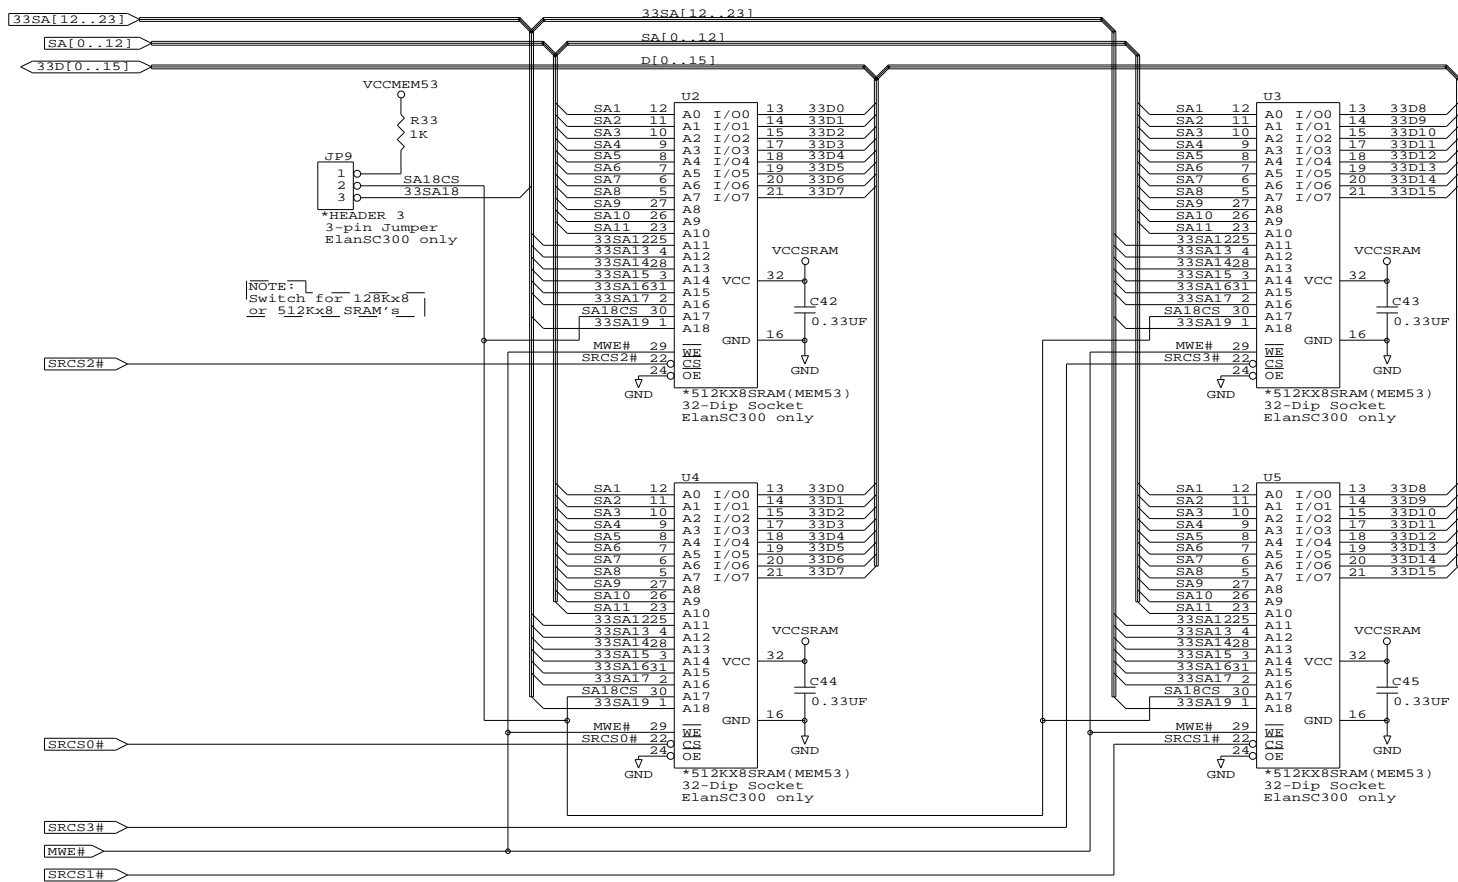 33SA[12..23]
33SA[12..23]
SA[0..12]
SA[0..12]
33D[0..15]
D[0..15]
VCCMEM53
R33
1K
JP9
1
2
3
SA18CS
33SA18
*HEADER 3
3-pin Jumper
ElanSC300 only
NOTE:
Switch for 128Kx8
or 512Kx8 SRAM's
U2
SA1 12 A0 I/O0 13 33D0
SA2 11 A1 I/O1 14 33D1
SA3 10 A2 I/O2 15 33D2
SA4 9 A3 I/O3 17 33D3
SA5 8 A4 I/O4 18 33D4
SA6 7 A5 I/O5 19 33D5
SA7 6 A6 I/O6 20 33D6
SA8 5 A7 I/O7 21 33D7
SA9 27 A8
SA10 26 A9
SA11 23 A10
33SA12 25 A11
33SA13 4 A12
33SA14 28 A13
33SA15 3 A14 VCC 32
33SA16 31 A15
33SA17 2 A16
SA18CS 30 A17
33SA19 1 A18
GND 16
MWE# 29 WE
SRCS2# 22 CS
24 OE
GND
VCCSRAM
C42
0.33UF
GND
*512KX8SRAM(MEM53)
32-Dip Socket
ElanSC300 only
U3
SA1 12 A0 I/O0 13 33D8
SA2 11 A1 I/O1 14 33D9
SA3 10 A2 I/O2 15 33D10
SA4 9 A3 I/O3 17 33D11
SA5 8 A4 I/O4 18 33D12
SA6 7 A5 I/O5 19 33D13
SA7 6 A6 I/O6 20 33D14
SA8 5 A7 I/O7 21 33D15
SA9 27 A8
SA10 26 A9
SA11 23 A10
33SA12 25 A11
33SA13 4 A12
33SA14 28 A13
33SA15 3 A14 VCC 32
33SA16 31 A15
33SA17 2 A16
SA18CS 30 A17
33SA19 1 A18
GND 16
MWE# 29 WE
SRCS3# 22 CS
24 OE
GND
VCCSRAM
C43
0.33UF
GND
*512KX8SRAM(MEM53)
32-Dip Socket
ElanSC300 only
SRCS2#
U4
SA1 12 A0 I/O0 13 33D0
SA2 11 A1 I/O1 14 33D1
SA3 10 A2 I/O2 15 33D2
SA4 9 A3 I/O3 17 33D3
SA5 8 A4 I/O4 18 33D4
SA6 7 A5 I/O5 19 33D5
SA7 6 A6 I/O6 20 33D6
SA8 5 A7 I/O7 21 33D7
SA9 27 A8
SA10 26 A9
SA11 23 A10
33SA12 25 A11
33SA13 4 A12
33SA14 28 A13
33SA15 3 A14 VCC 32
33SA16 31 A15
33SA17 2 A16
SA18CS 30 A17
33SA19 1 A18
GND 16
MWE# 29 WE
SRCS0# 22 CS
24 OE
GND
VCCSRAM
C44
0.33UF
GND
*512KX8SRAM(MEM53)
32-Dip Socket
ElanSC300 only
U5
SA1 12 A0 I/O0 13 33D8
SA2 11 A1 I/O1 14 33D9
SA3 10 A2 I/O2 15 33D10
SA4 9 A3 I/O3 17 33D11
SA5 8 A4 I/O4 18 33D12
SA6 7 A5 I/O5 19 33D13
SA7 6 A6 I/O6 20 33D14
SA8 5 A7 I/O7 21 33D15
SA9 27 A8
SA10 26 A9
SA11 23 A10
33SA12 25 A11
33SA13 4 A12
33SA14 28 A13
33SA15 3 A14 VCC 32
33SA16 31 A15
33SA17 2 A16
SA18CS 30 A17
33SA19 1 A18
GND 16
MWE# 29 WE
SRCS1# 22 CS
24 OE
GND
VCCSRAM
C45
0.33UF
GND
*512KX8SRAM(MEM53)
32-Dip Socket
ElanSC300 only
SRCS0#
SRCS3#
MWE#
SRCS1#